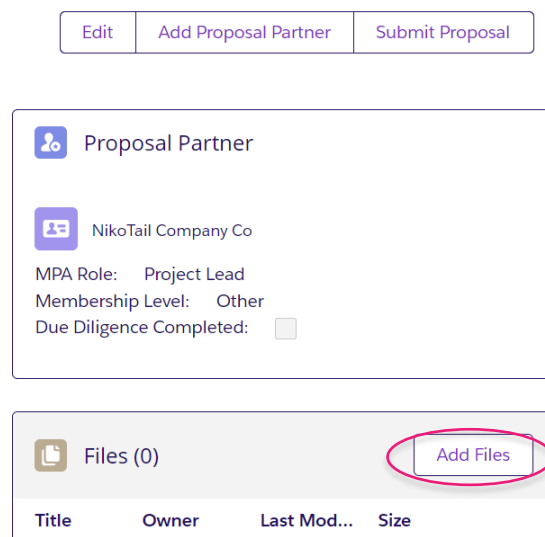 Edit Add Proposal Partner Submit Proposal
Proposal Partner
NikoTail Company Co
MPA Role: Project Lead
Membership Level: Other
Due Diligence Completed:
Files (0) Add Files
Title Owner Last Mod... Size